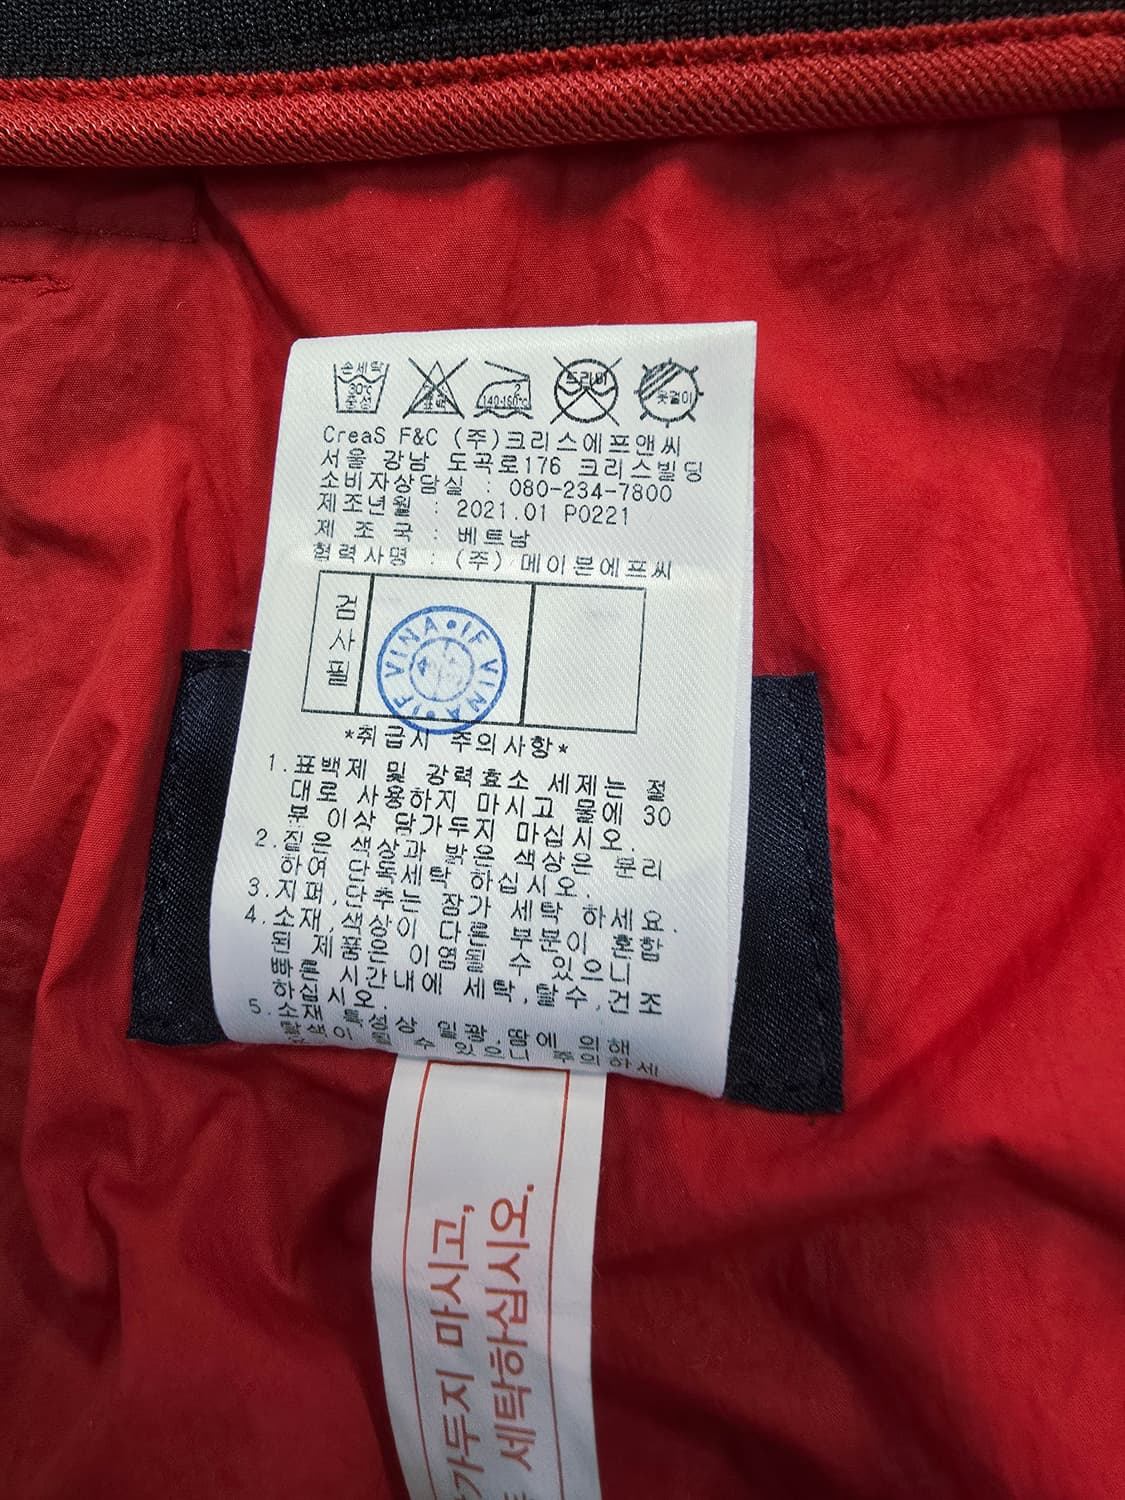 손세탁
30℃
중성
표백
2
140-160℃
드라이
옷걸이
CreaS F&C (주)크리스에프앤씨
서울 강남 도곡로176 크리스빌딩
소비자상담실 : 080-234-7800
제조년월 : 2021.01 P0221
제 조 국 : 베트남
협력사명 : (주)메이븐에프씨
검사필
IF VINA • IF VINA •
*취급시 주의사항*
1.표백제 및 강력효소 세제는 절
대로 사용하지 마시고 물에 30
분 이상 담가두지 마십시오.
2.짙은 색상과 밝은 색상은 분리
하여 단독세탁 하십시오.
3.지퍼,단추는 잠가 세탁 하세요.
4.소재,색상이 다른 부분이 혼합
된 제품은 이염될 수 있으니
빠른 시간내에 세탁,탈수,건조
하십시오.
5.소재 특성상 일광,땀에 의해
탈색이 될 수 있으니 주의하세
가두지 마시고,
세탁하십시오.